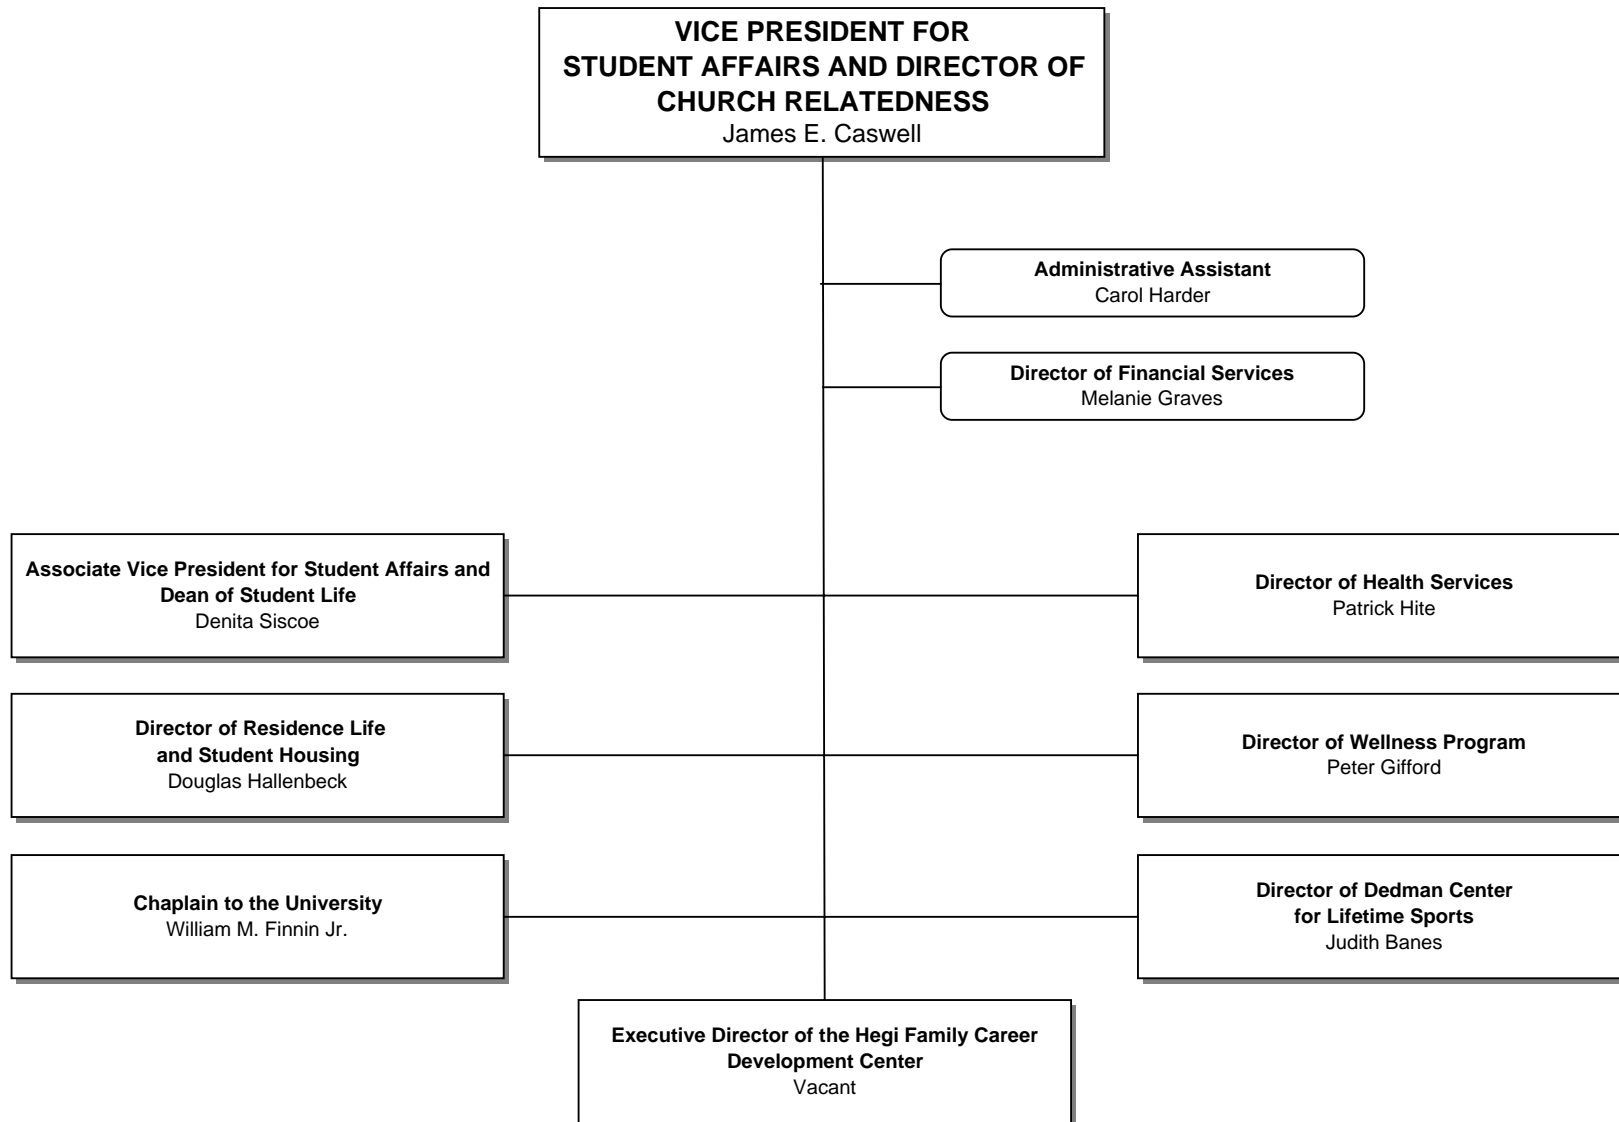 VICE PRESIDENT FOR
STUDENT AFFAIRS AND DIRECTOR OF
CHURCH RELATEDNESS
James E. Caswell
Administrative Assistant
Carol Harder
Director of Financial Services
Melanie Graves
Associate Vice President for Student Affairs and
Dean of Student Life
Denita Siscoe
Director of Health Services
Patrick Hite
Director of Residence Life
and Student Housing
Douglas Hallenbeck
Director of Wellness Program
Peter Gifford
Chaplain to the University
William M. Finnin Jr.
Director of Dedman Center
for Lifetime Sports
Judith Banes
Executive Director of the Hegi Family Career
Development Center
Vacant